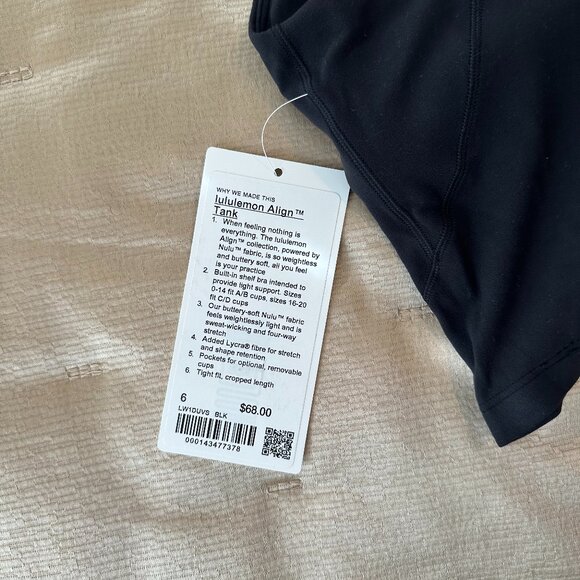 WHY WE MADE THIS
lululemon Align™
Tank
1. When feeling nothing is
everything. The lululemon
Align™ collection, powered by
Nulu™ fabric, is so weightless
and buttery soft, all you feel
is your practice
2. Built-in shelf bra intended to
provide light support. Sizes
0-14 fit A/B cups, sizes 16-20
fit C/D cups
3. Our buttery-soft Nulu™ fabric
feels weightlessly light and is
sweat-wicking and four-way
stretch
4. Added Lycra® fibre for stretch
and shape retention
5. Pockets for optional, removable
cups
6. Tight fit, cropped length
6 $68.00
LW1DUVS BLK
000143477378